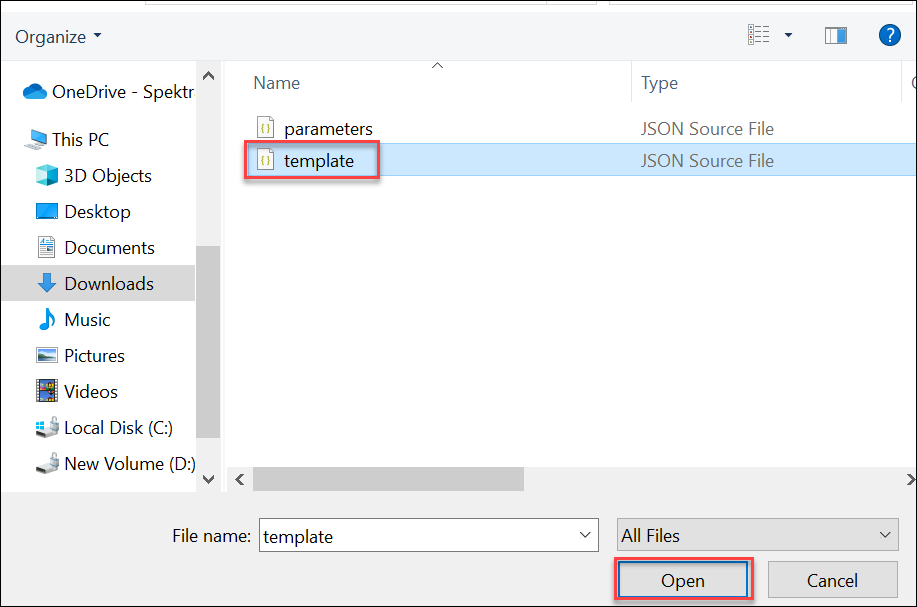 Organize
?
OneDrive - Spektr
This PC
3D Objects
Desktop
Documents
Downloads
Music
Pictures
Videos
Local Disk (C:)
New Volume (D:)
Name Type
parameters JSON Source File
template JSON Source File
File name: template All Files
Open Cancel